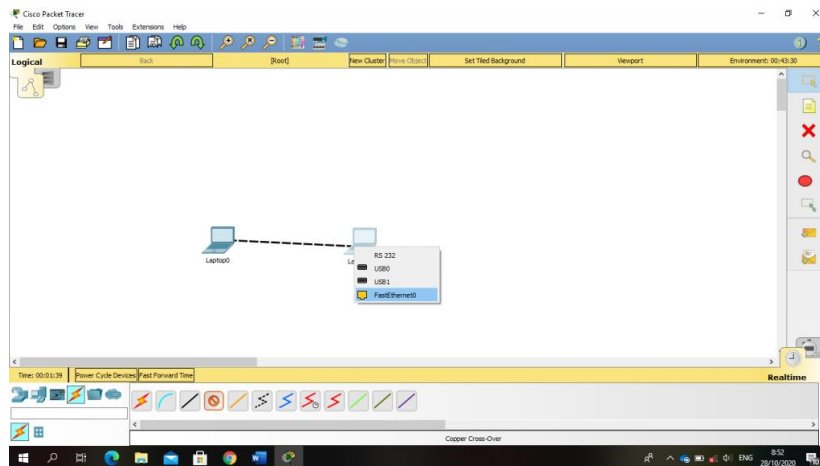 Cisco Packet Tracer
File Edit Options View Tools Extensions Help
Logical Back [Root] New Cluster Move Object Set Tiled Background Viewport Environment: 00:43:30
Laptop0
RS 232
USB0
USB1
FastEthernet0
Time: 00:01:39 Power Cycle Devices Fast Forward Time Realtime
Copper Cross-Over
ENG 8:52
28/10/2020